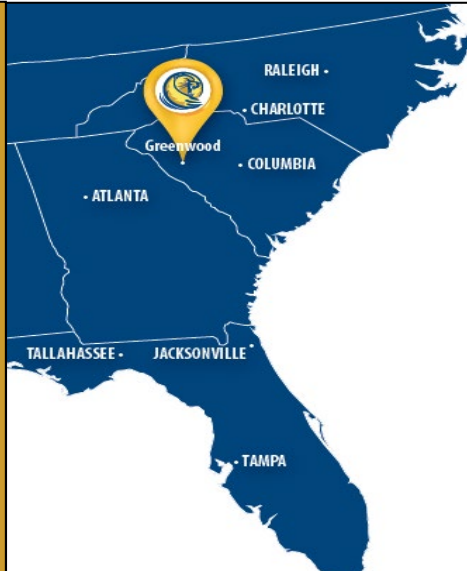 RALEIGH
CHARLOTTE
Greenwood
COLUMBIA
ATLANTA
TALLAHASSEE
JACKSONVILLE
TAMPA